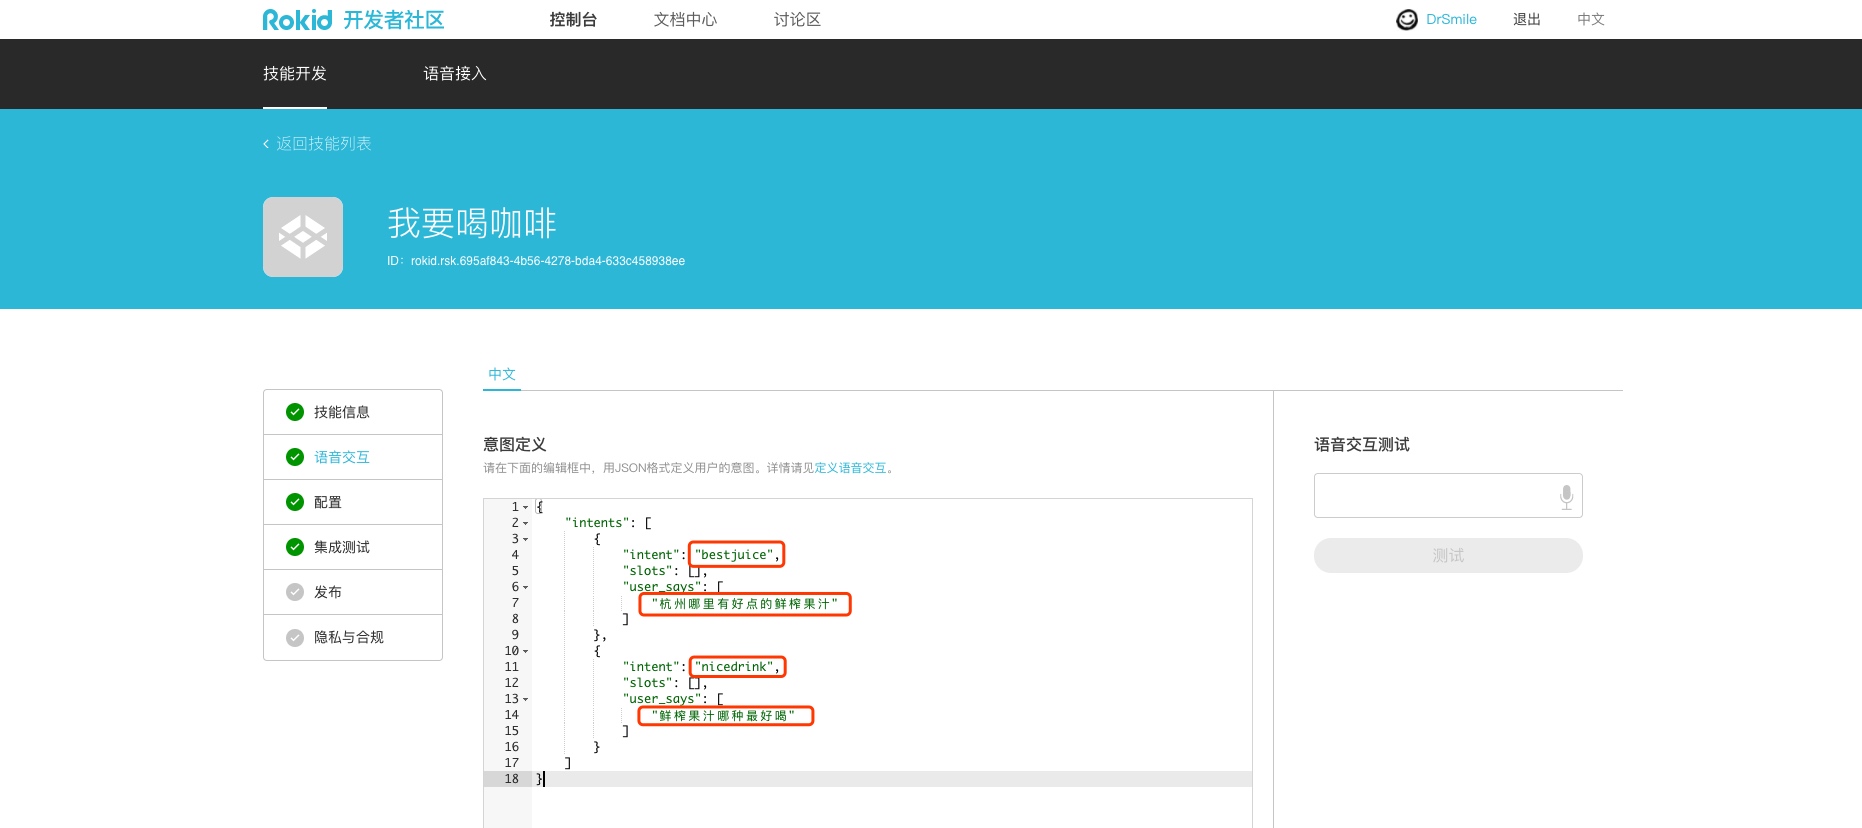 Rokid 开发者社区 控制台 文档中心 讨论区 DrSmile 退出 中文
技能开发 语音接入
< 返回技能列表
我要喝咖啡
ID: rokid.rsk.695af843-4b56-4278-bda4-633c458938ee
中文
技能信息
语音交互
配置
集成测试
发布
隐私与合规
意图定义
请在下面的编辑框中，用JSON格式定义用户的意图。详情请见定义语音交互。
1 {
2 "intents": [
3 {
4 "intent": "bestjuice",
5 "slots": [],
6 "user_says": [
7 "杭州哪里有好点的鲜榨果汁"
8 ]
9 },
10 {
11 "intent": "nicedrink",
12 "slots": [],
13 "user_says": [
14 "鲜榨果汁哪种最好喝"
15 ]
16 }
17 ]
18 }
语音交互测试
测试